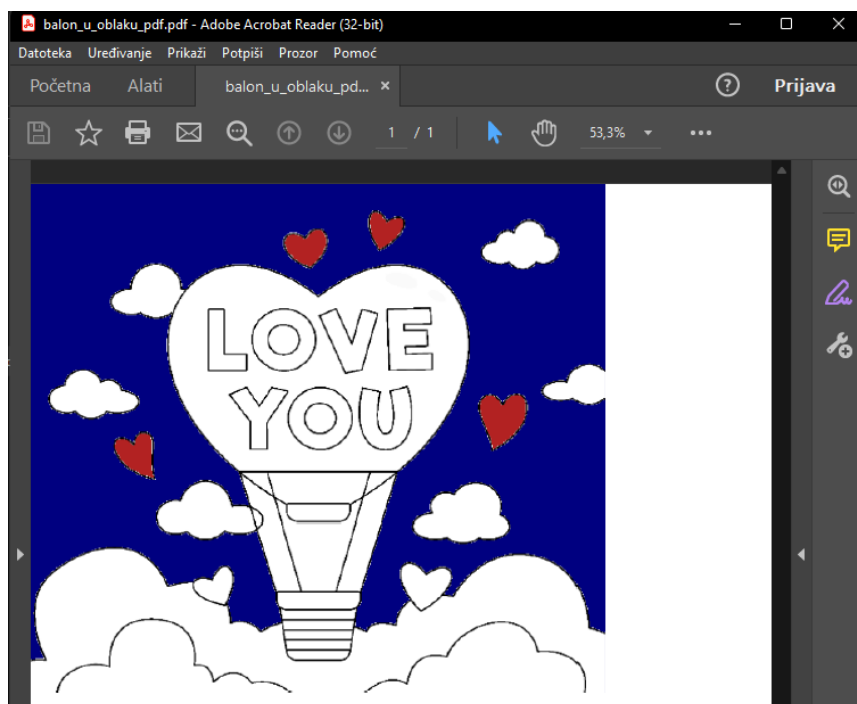 balon_u_oblaku_pdf.pdf - Adobe Acrobat Reader (32-bit)
Datoteka Uređivanje Prikaži Potpiši Prozor Pomoć
Početna Alati balon_u_oblaku_pd... × ? Prijava
1 / 1 53,3%
LOVE
YOU